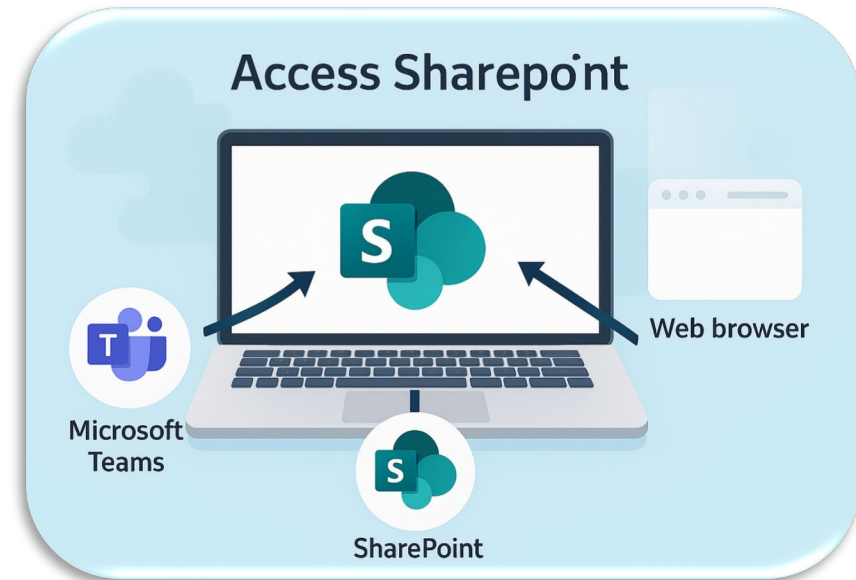 Access Sharepoint
S
T
Web browser
Microsoft
Teams
S
SharePoint